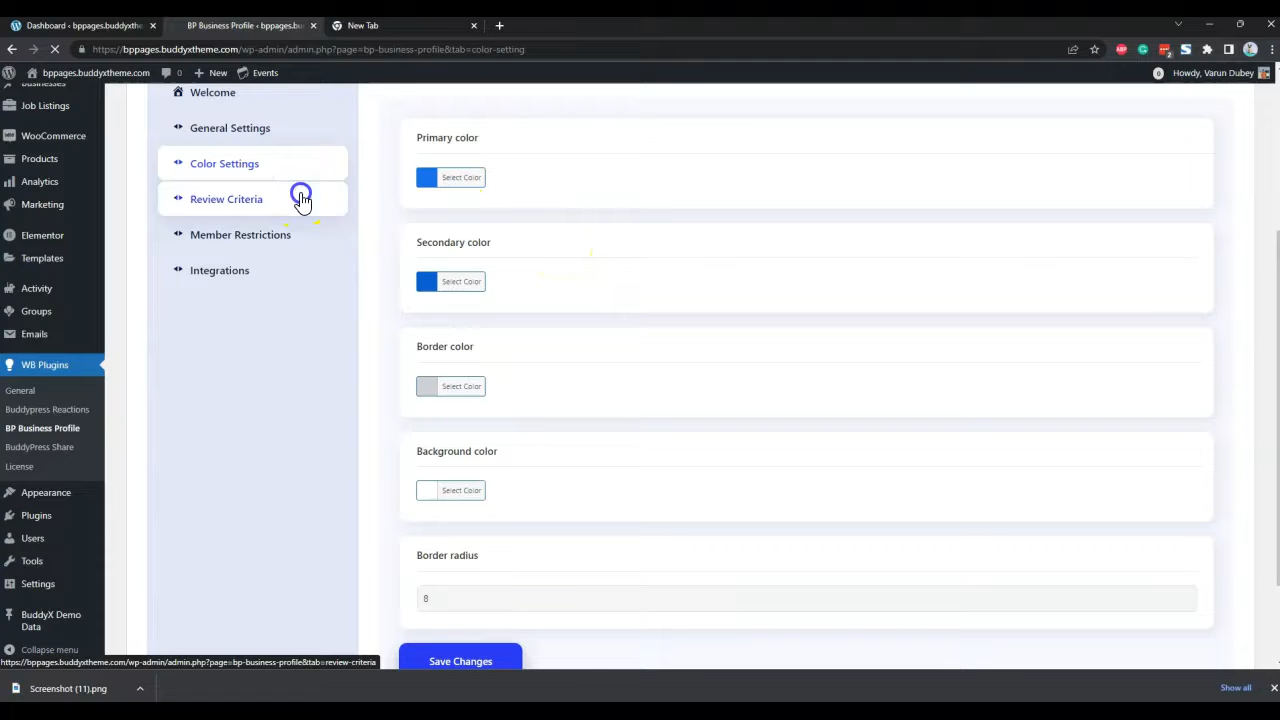 Dashboard < bppages.buddyxthe
BP Business Profile < bppages.bu
New Tab
https://bppages.buddyxtheme.com/wp-admin/admin.php?page=bp-business-profile&tab=color-setting
2
bppages.buddyxtheme.com
0
New
Events
0
Howdy, Varun Dubey
Businesses
Job Listings
WooCommerce
Products
Analytics
Marketing
Elementor
Templates
Activity
Groups
Emails
WB Plugins
General
Buddypress Reactions
BP Business Profile
BuddyPress Share
License
Appearance
Plugins
Users
Tools
Settings
BuddyX Demo
Data
Collapse menu
Welcome
General Settings
Color Settings
Review Criteria
Member Restrictions
Integrations
Primary color
Select Color
Secondary color
Select Color
Border color
Select Color
Background color
Select Color
Border radius
8
Save Changes
https://bppages.buddyxtheme.com/wp-admin/admin.php?page=bp-business-profile&tab=review-criteria
Screenshot (11).png
Show all